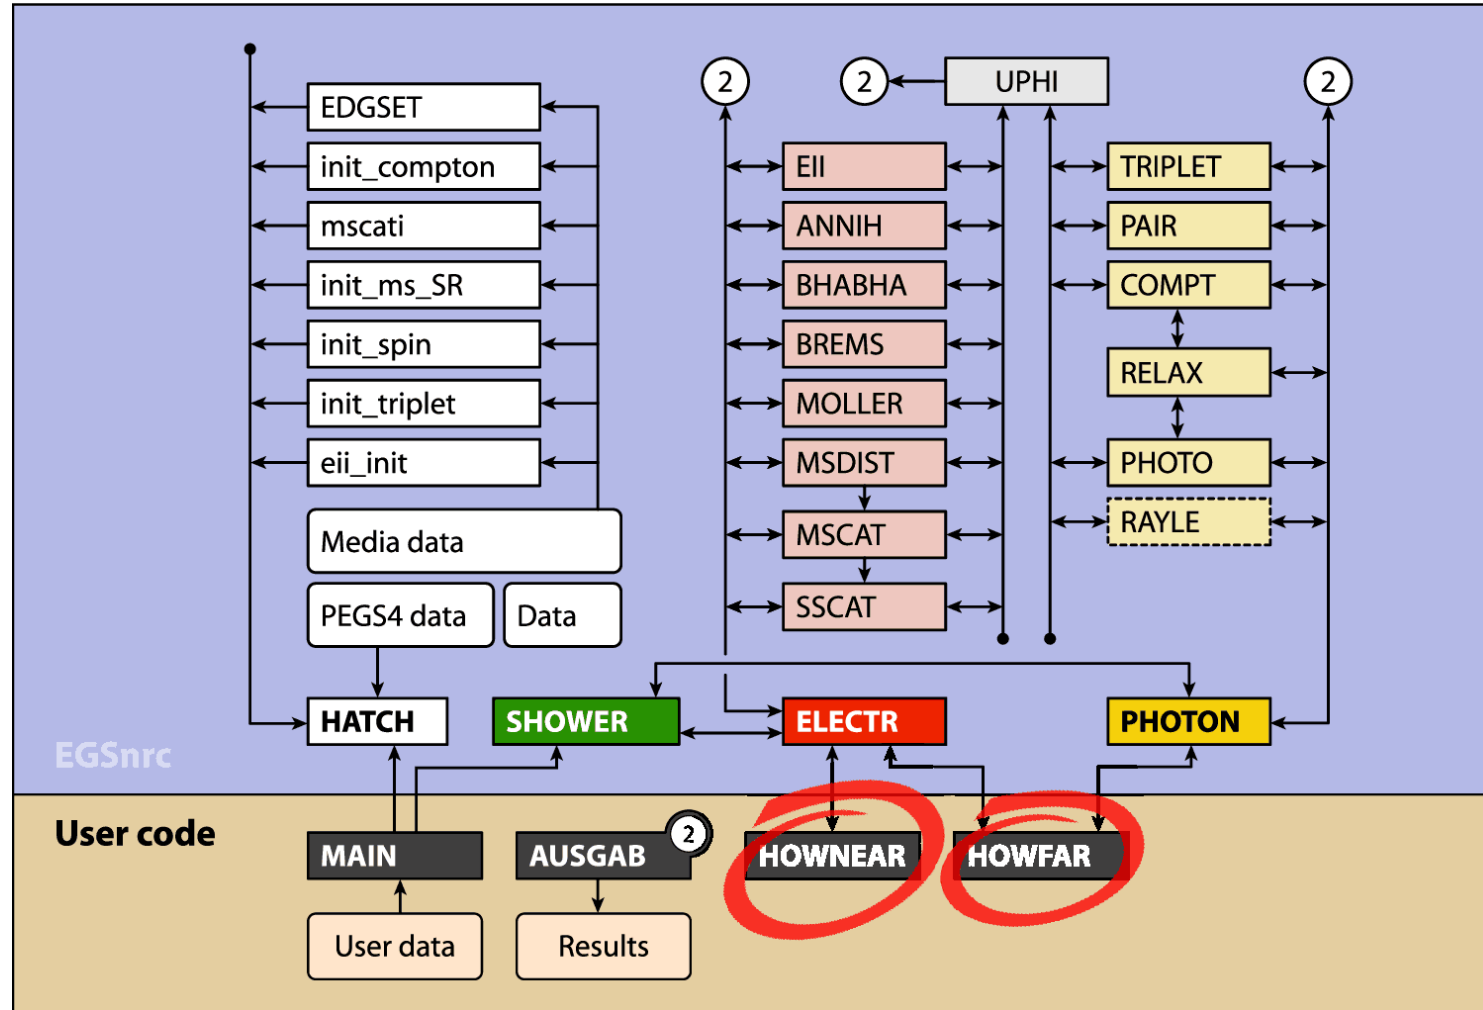 2
2
UPHI
2
EDGSET
init_compton
mscati
init_ms_SR
init_spin
init_triplet
eii_init
Media data
PEGS4 data
Data
EII
ANNIH
BHABHA
BREMS
MOLLER
MSDIST
MSCAT
SSCAT
TRIPLET
PAIR
COMPT
RELAX
PHOTO
RAYLE
HATCH
SHOWER
ELECTR
PHOTON
EGSnrc
User code
MAIN
AUSGAB
2
HOWNEAR
HOWFAR
User data
Results